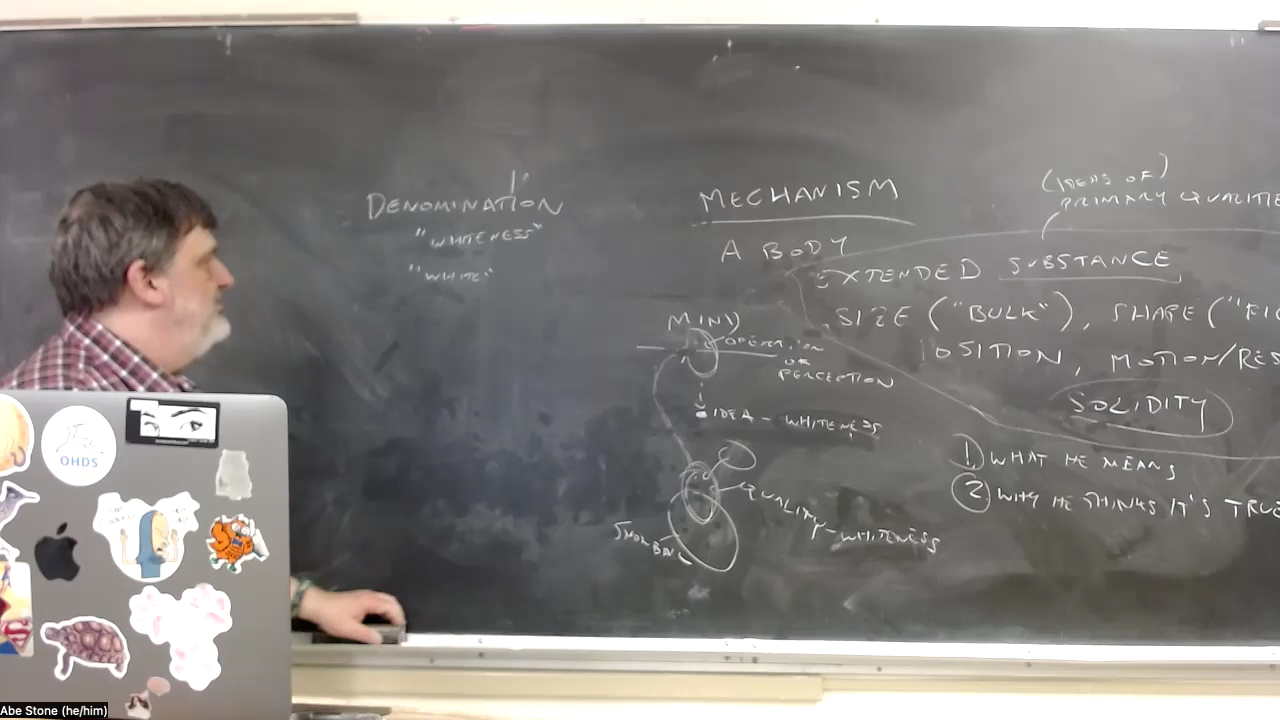 DENOMINATION
"WHITENESS"
"WHITE"
MECHANISM
(IDEAS OF)
PRIMARY QUALITIE
A BODY
EXTENDED SUBSTANCE
SIZE ("BULK"), SHAPE ("FIG
POSITION, MOTION/RES
SOLIDITY
1) WHAT HE MEANS
2) WHY HE THINKS IT'S TRUE
MIND
OPERATION
OR
PERCEPTION
IDEA - WHITENESS
QUALITY - WHITENESS
SNOWBALL
OHDS
Abe Stone (he/him)